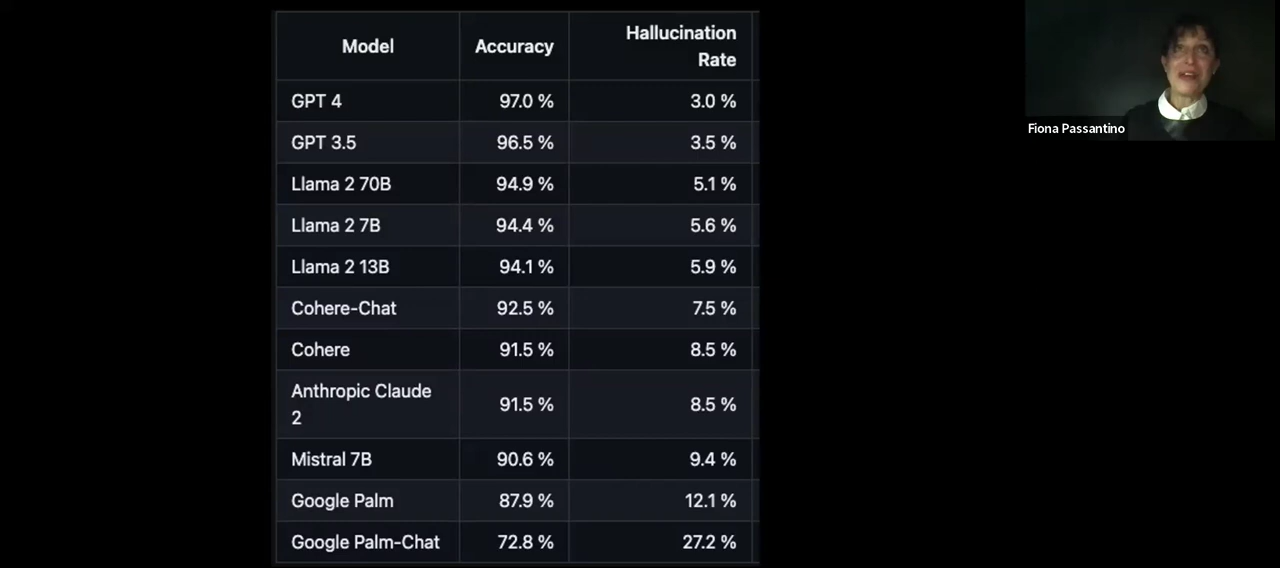 Model Accuracy Hallucination Rate
GPT 4 97.0 % 3.0 %
GPT 3.5 96.5 % 3.5 %
Llama 2 70B 94.9 % 5.1 %
Llama 2 7B 94.4 % 5.6 %
Llama 2 13B 94.1 % 5.9 %
Cohere-Chat 92.5 % 7.5 %
Cohere 91.5 % 8.5 %
Anthropic Claude 2 91.5 % 8.5 %
Mistral 7B 90.6 % 9.4 %
Google Palm 87.9 % 12.1 %
Google Palm-Chat 72.8 % 27.2 %
Fiona Passantino